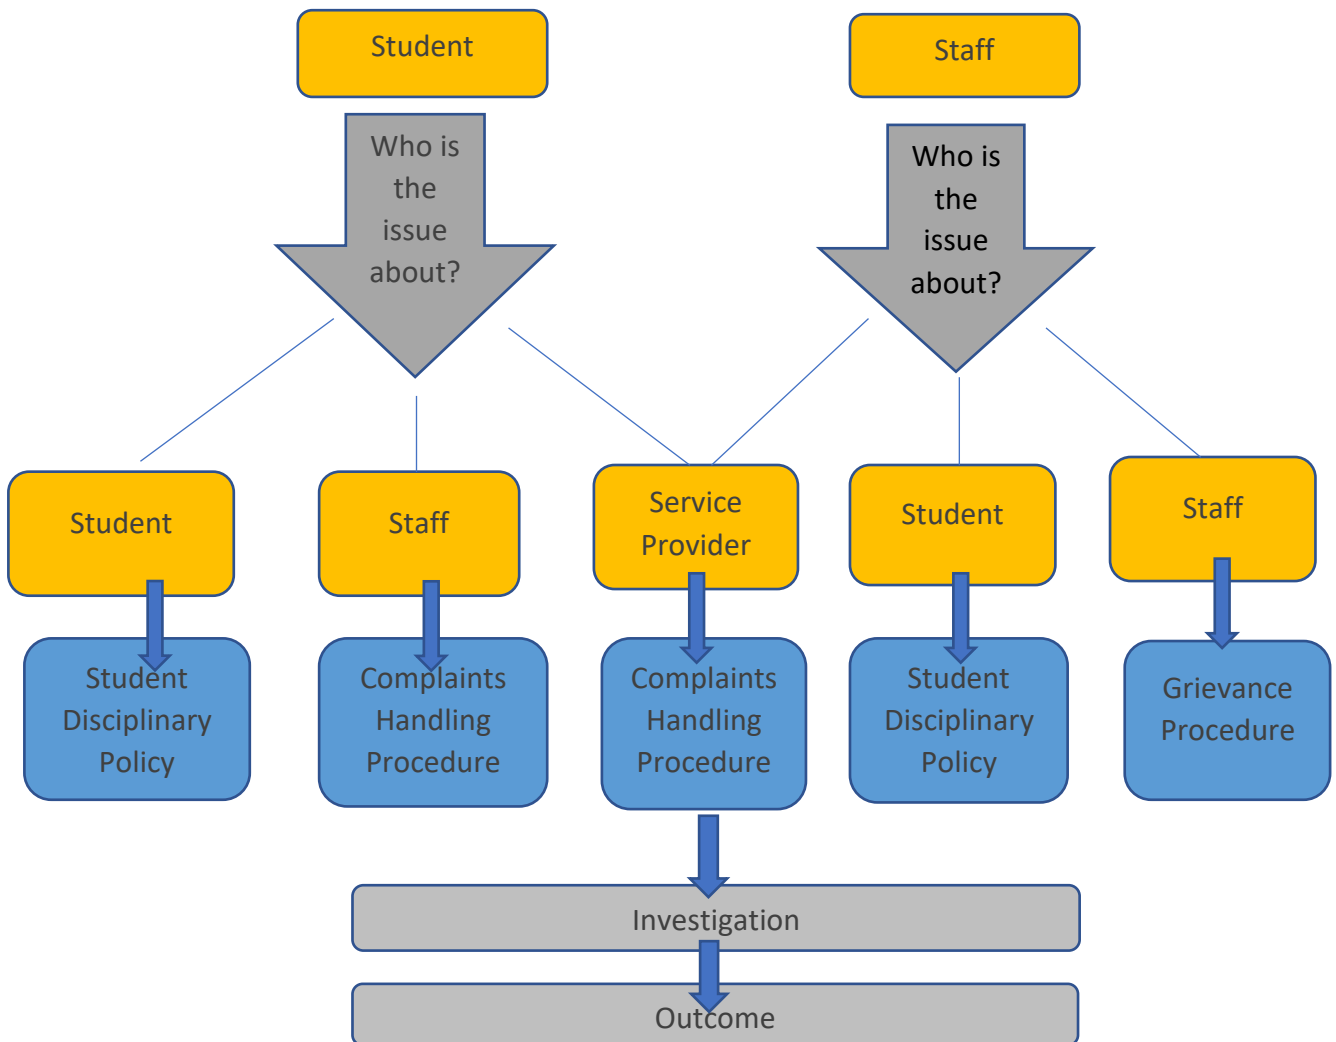 Student
Staff
Who is
the
issue
about?
Who is
the
issue
about?
Student
Staff
Service
Provider
Student
Staff
Student
Disciplinary
Policy
Complaints
Handling
Procedure
Complaints
Handling
Procedure
Student
Disciplinary
Policy
Grievance
Procedure
Investigation
Outcome